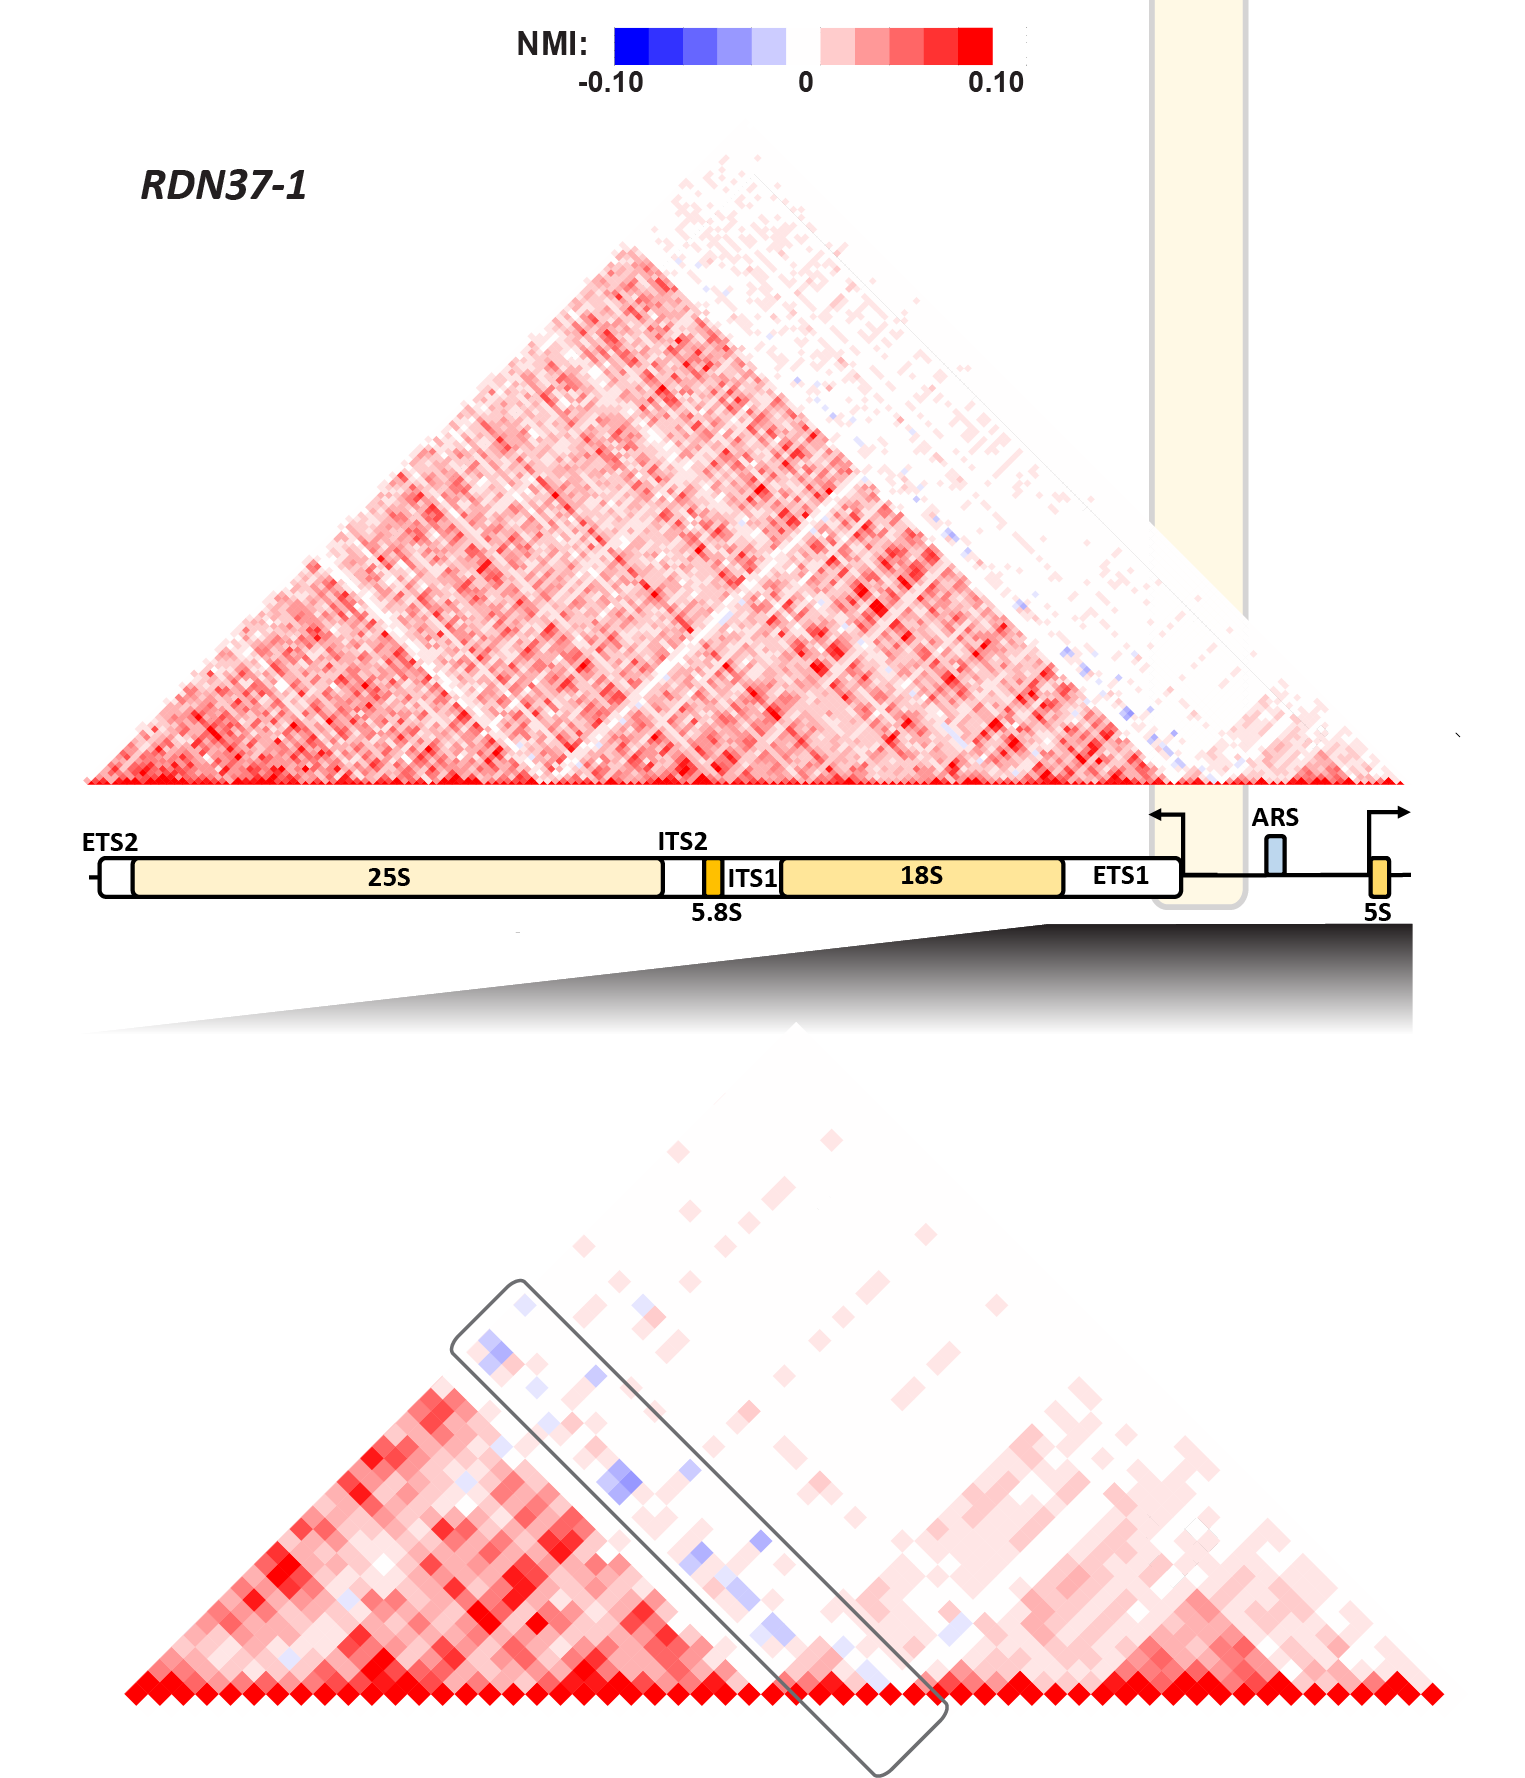 NMI:
-0.10 0 0.10
RDN37-1
ARS
ETS2 ITS2
25S ITS1 18S ETS1
5.8S 5S